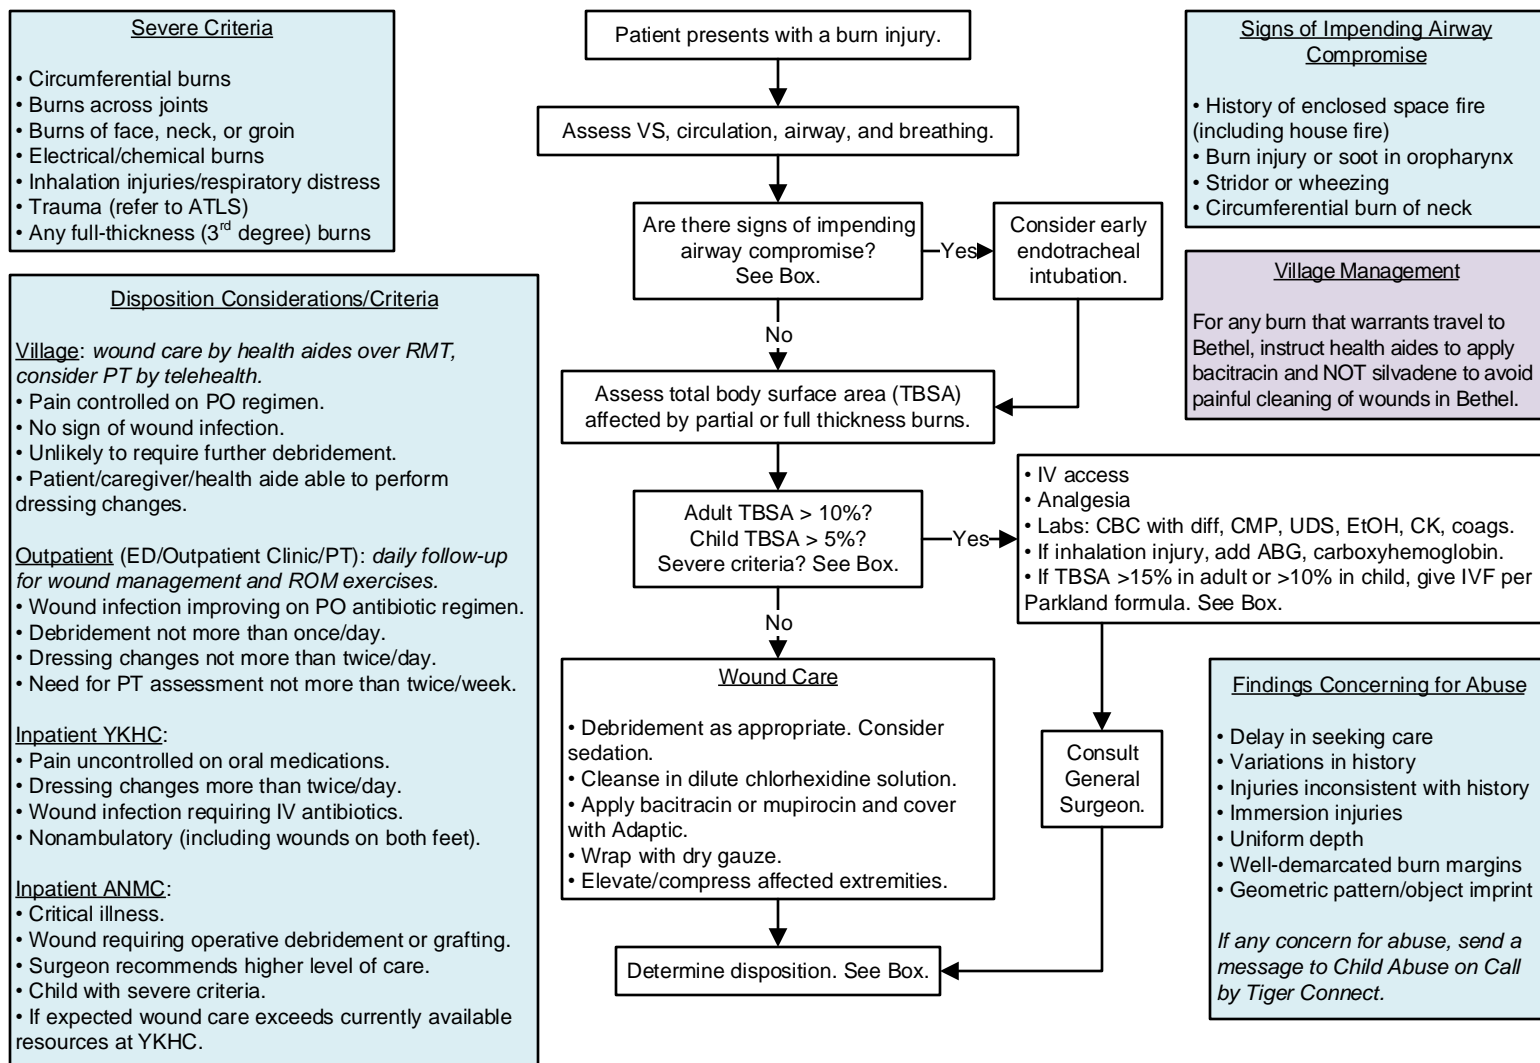 Severe Criteria
• Circumferential burns
• Burns across joints
• Burns of face, neck, or groin
• Electrical/chemical burns
• Inhalation injuries/respiratory distress
• Trauma (refer to ATLS)
• Any full-thickness (3rd degree) burns
Disposition Considerations/Criteria
Village: wound care by health aides over RMT,
consider PT by telehealth.
• Pain controlled on PO regimen.
• No sign of wound infection.
• Unlikely to require further debridement.
• Patient/caregiver/health aide able to perform
dressing changes.
Outpatient (ED/Outpatient Clinic/PT): daily follow-up
for wound management and ROM exercises.
• Wound infection improving on PO antibiotic regimen.
• Debridement not more than once/day.
• Dressing changes not more than twice/day.
• Need for PT assessment not more than twice/week.
Inpatient YKHC:
• Pain uncontrolled on oral medications.
• Dressing changes more than twice/day.
• Wound infection requiring IV antibiotics.
• Nonambulatory (including wounds on both feet).
Inpatient ANMC:
• Critical illness.
• Wound requiring operative debridement or grafting.
• Surgeon recommends higher level of care.
• Child with severe criteria.
• If expected wound care exceeds currently available
resources at YKHC.
Patient presents with a burn injury.
Assess VS, circulation, airway, and breathing.
Are there signs of impending
airway compromise?
See Box.
Yes
Consider early
endotracheal
intubation.
No
Assess total body surface area (TBSA)
affected by partial or full thickness burns.
Adult TBSA > 10%?
Child TBSA > 5%?
Severe criteria? See Box.
Yes
• IV access
• Analgesia
• Labs: CBC with diff, CMP, UDS, EtOH, CK, coags.
• If inhalation injury, add ABG, carboxyhemoglobin.
• If TBSA >15% in adult or >10% in child, give IVF per
Parkland formula. See Box.
No
Wound Care
• Debridement as appropriate. Consider
sedation.
• Cleanse in dilute chlorhexidine solution.
• Apply bacitracin or mupirocin and cover
with Adaptic.
• Wrap with dry gauze.
• Elevate/compress affected extremities.
Consult
General
Surgeon.
Determine disposition. See Box.
Signs of Impending Airway
Compromise
• History of enclosed space fire
(including house fire)
• Burn injury or soot in oropharynx
• Stridor or wheezing
• Circumferential burn of neck
Village Management
For any burn that warrants travel to
Bethel, instruct health aides to apply
bacitracin and NOT silvadene to avoid
painful cleaning of wounds in Bethel.
Findings Concerning for Abuse
• Delay in seeking care
• Variations in history
• Injuries inconsistent with history
• Immersion injuries
• Uniform depth
• Well-demarcated burn margins
• Geometric pattern/object imprint
If any concern for abuse, send a
message to Child Abuse on Call
by Tiger Connect.